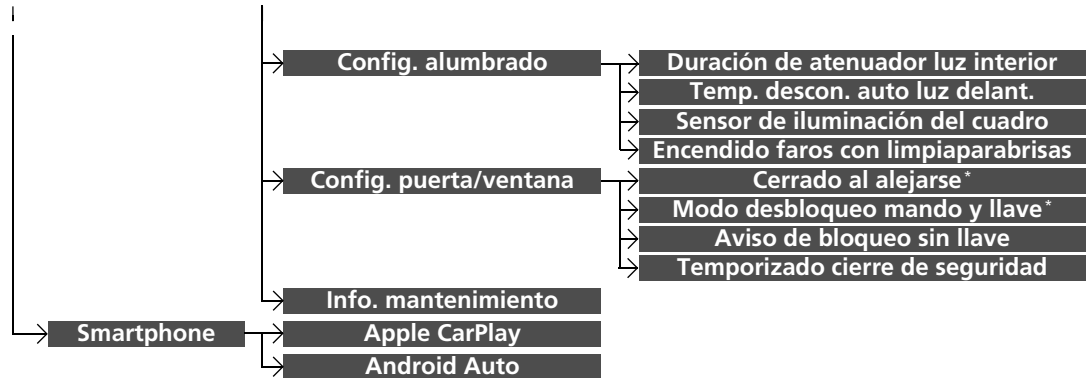 Config. alumbrado
Duración de atenuador luz interior
Temp. descon. auto luz delant.
Sensor de iluminación del cuadro
Encendido faros con limpiaparabrisas
Config. puerta/ventana
Cerrado al alejarse*
Modo desbloqueo mando y llave*
Aviso de bloqueo sin llave
Temporizado cierre de seguridad
Info. mantenimiento
Smartphone
Apple CarPlay
Android Auto